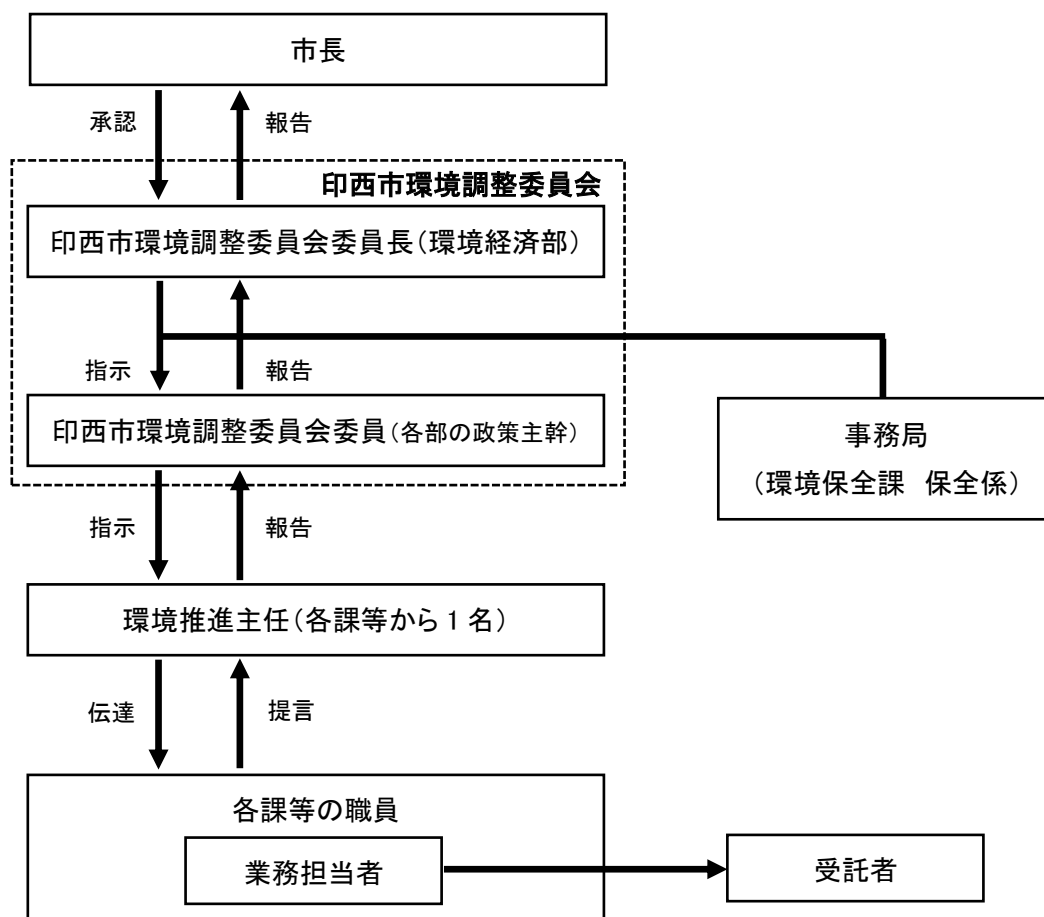 市長
承認
報告
印西市環境調整委員会
印西市環境調整委員会委員長（環境経済部）
指示
報告
印西市環境調整委員会委員（各部の政策主幹）
事務局
（環境保全課　保全係）
指示
報告
環境推進主任（各課等から１名）
伝達
提言
各課等の職員
業務担当者
受託者